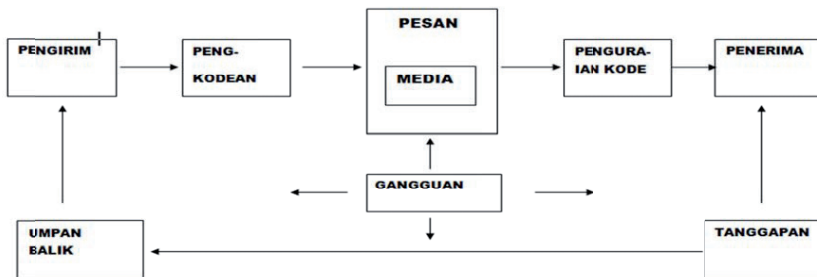 PESAN
PENGIRIM
PENG-
KODEAN
MEDIA
PENGURA-
IAN KODE
PENERIMA
GANGGUAN
UMPAN
BALIK
TANGGAPAN